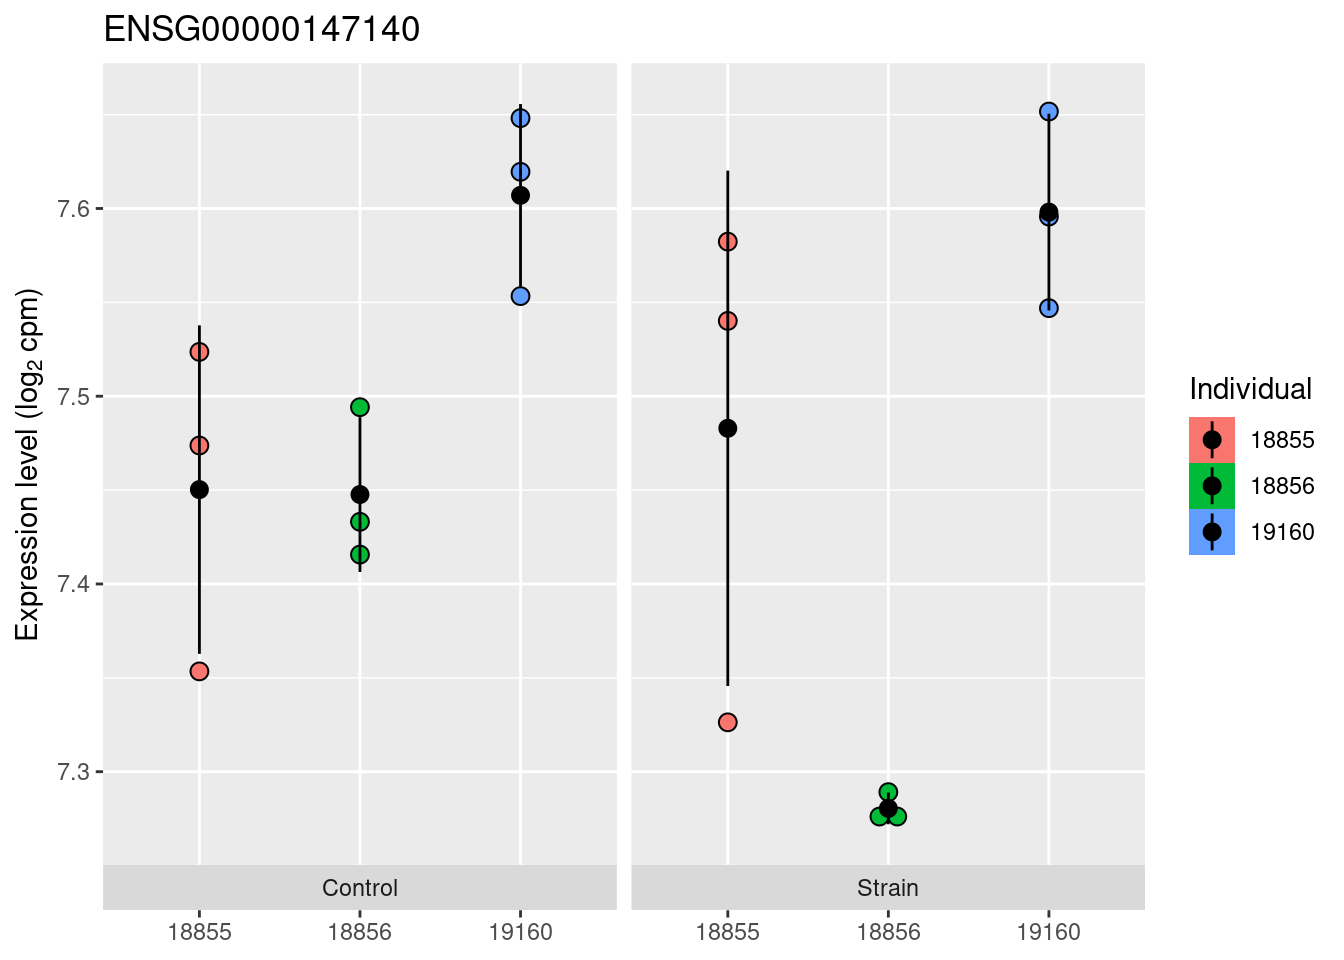 ENSG00000147140
Expression level (log2 cpm)
7.6
7.5
7.4
7.3
Control
Strain
18855
18856
19160
18855
18856
19160
Individual
18855
18856
19160